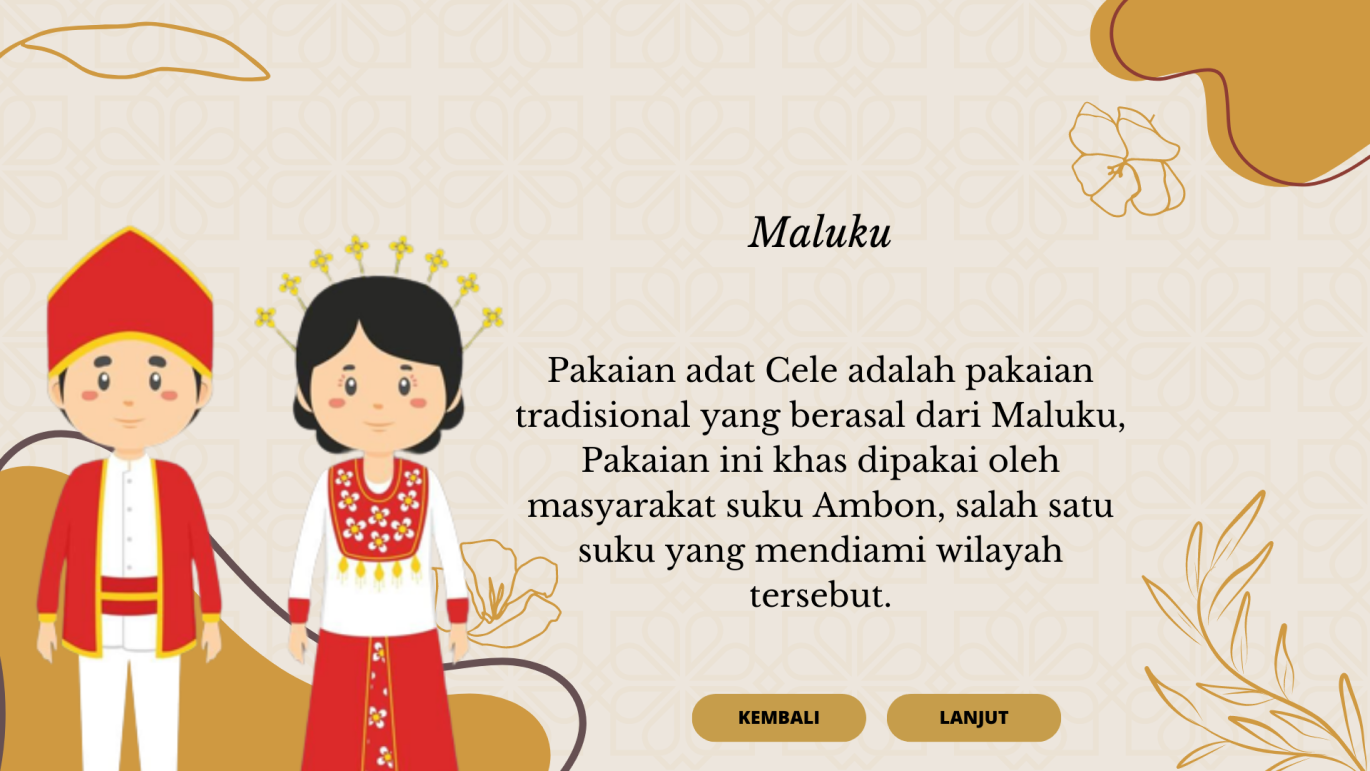 Maluku
Pakaian adat Cele adalah pakaian
tradisional yang berasal dari Maluku,
Pakaian ini khas dipakai oleh
masyarakat suku Ambon, salah satu
suku yang mendiami wilayah
tersebut.
KEMBALI
LANJUT